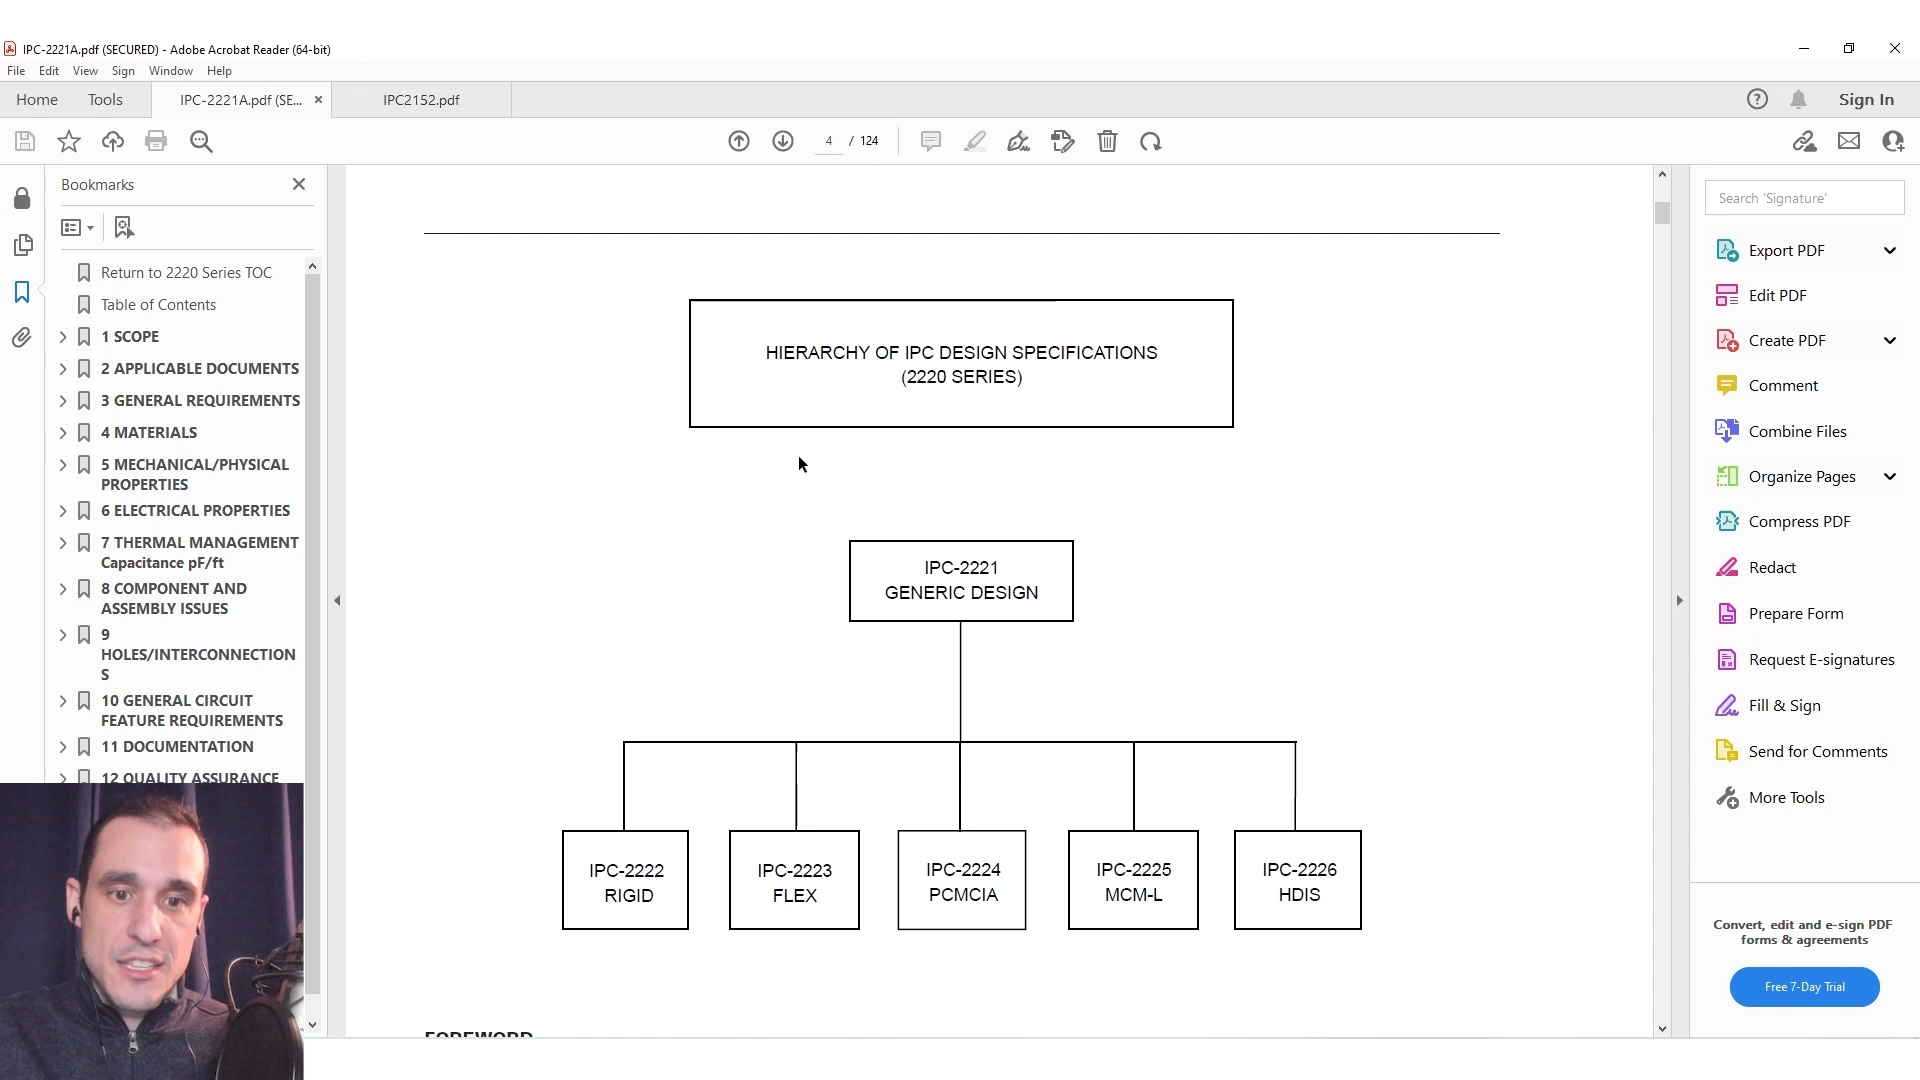 IPC-2221A.pdf (SECURED) - Adobe Acrobat Reader (64-bit)
File Edit View Sign Window Help
Home Tools IPC-2221A.pdf (SE... IPC2152.pdf Sign In
4 / 124
Bookmarks
Return to 2220 Series TOC
Table of Contents
1 SCOPE
2 APPLICABLE DOCUMENTS
3 GENERAL REQUIREMENTS
4 MATERIALS
5 MECHANICAL/PHYSICAL
PROPERTIES
6 ELECTRICAL PROPERTIES
7 THERMAL MANAGEMENT
Capacitance pF/ft
8 COMPONENT AND
ASSEMBLY ISSUES
9
HOLES/INTERCONNECTION
S
10 GENERAL CIRCUIT
FEATURE REQUIREMENTS
11 DOCUMENTATION
12 QUALITY ASSURANCE
HIERARCHY OF IPC DESIGN SPECIFICATIONS
(2220 SERIES)
IPC-2221
GENERIC DESIGN
IPC-2222
RIGID
IPC-2223
FLEX
IPC-2224
PCMCIA
IPC-2225
MCM-L
IPC-2226
HDIS
FOREWORD
Search 'Signature'
Export PDF
Edit PDF
Create PDF
Comment
Combine Files
Organize Pages
Compress PDF
Redact
Prepare Form
Request E-signatures
Fill & Sign
Send for Comments
More Tools
Convert, edit and e-sign PDF
forms & agreements
Free 7-Day Trial